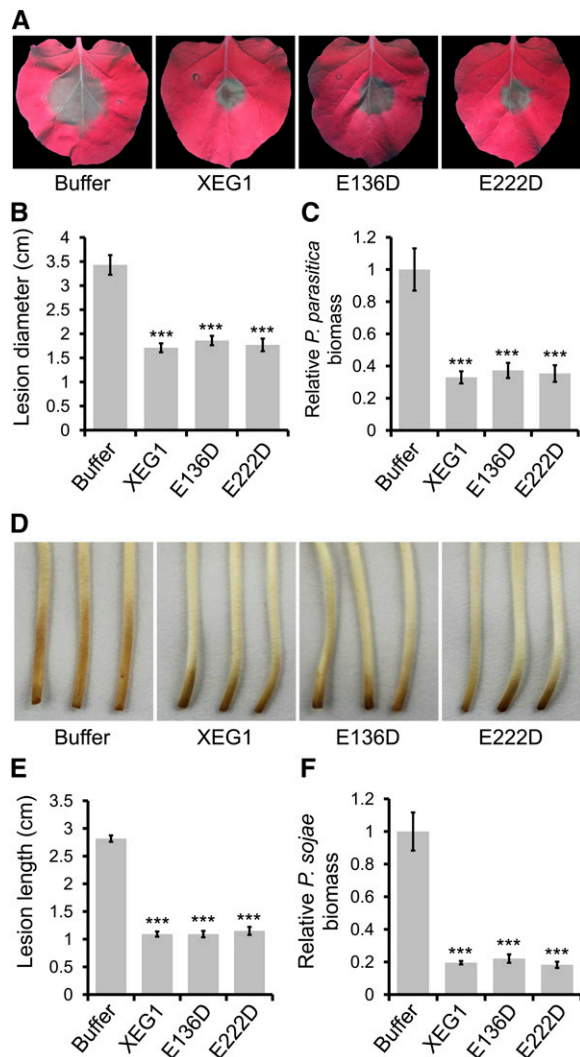 A
Buffer XEG1 E136D E222D
B
Lesion diameter (cm)
4
3.5
3
2.5
2
1.5
1
0.5
0
*** *** ***
Buffer XEG1 E136D E222D
C
Relative P. parasitica
biomass
1.2
1
0.8
0.6
0.4
0.2
0
*** *** ***
Buffer XEG1 E136D E222D
D
Buffer XEG1 E136D E222D
E
Lesion length (cm)
3.5
3
2.5
2
1.5
1
0.5
0
*** *** ***
Buffer XEG1 E136D E222D
F
Relative P. sojae
biomass
1.2
1
0.8
0.6
0.4
0.2
0
*** *** ***
Buffer XEG1 E136D E222D